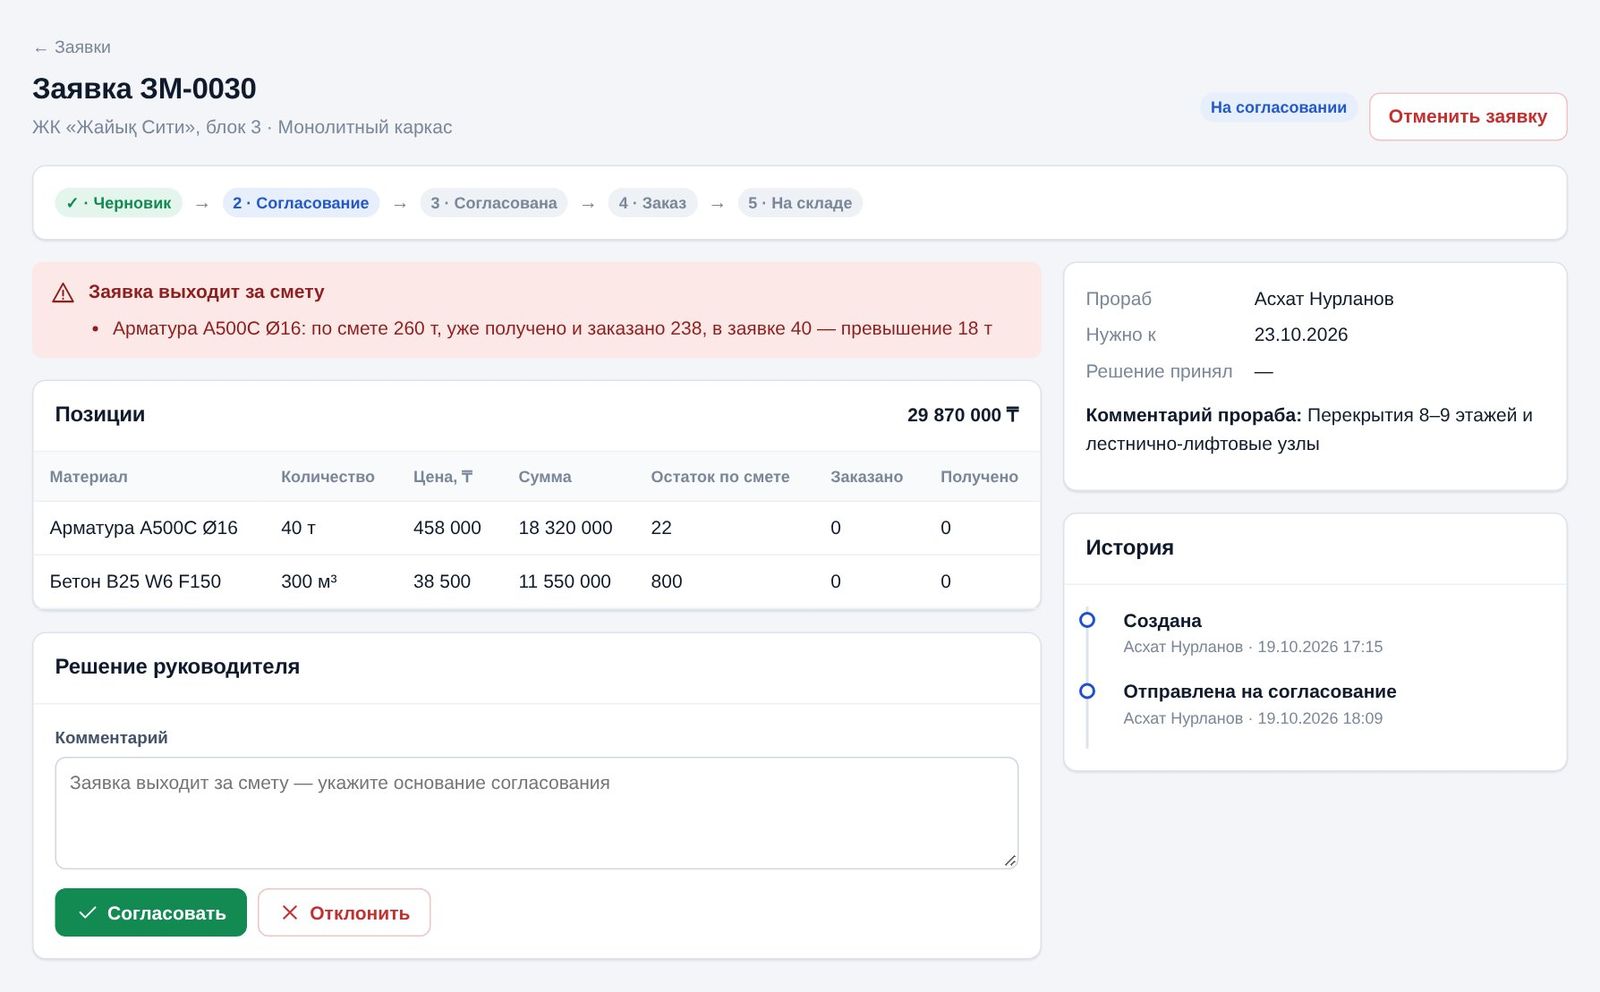 ← Заявки
Заявка ЗМ-0030
ЖК «Жайық Сити», блок 3 · Монолитный каркас
На согласовании
Отменить заявку
✓ · Черновик → 2 · Согласование → 3 · Согласована → 4 · Заказ → 5 · На складе
Заявка выходит за смету
• Арматура А500С Ø16: по смете 260 т, уже получено и заказано 238, в заявке 40 — превышение 18 т
Позиции 29 870 000 ₸
Материал Количество Цена, ₸ Сумма Остаток по смете Заказано Получено
Арматура А500С Ø16 40 т 458 000 18 320 000 22 0 0
Бетон В25 W6 F150 300 м³ 38 500 11 550 000 800 0 0
Решение руководителя
Комментарий
Заявка выходит за смету — укажите основание согласования
Согласовать
Отклонить
Прораб Асхат Нурланов
Нужно к 23.10.2026
Решение принял —
Комментарий прораба: Перекрытия 8–9 этажей и
лестнично-лифтовые узлы
История
Создана
Асхат Нурланов · 19.10.2026 17:15
Отправлена на согласование
Асхат Нурланов · 19.10.2026 18:09